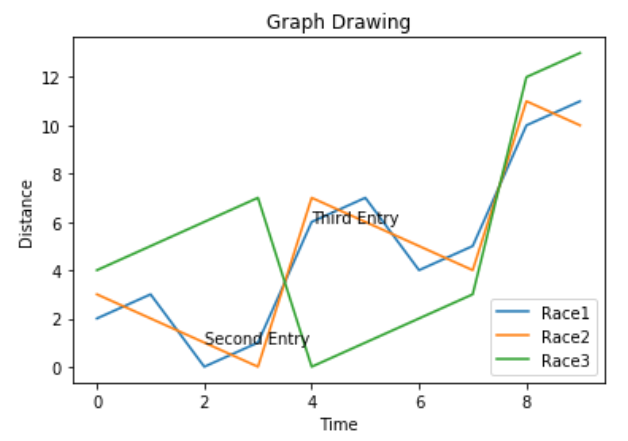 Graph Drawing
12
10
8
6
4
2
0
Distance
Third Entry
Second Entry
Race1
Race2
Race3
0 2 4 6 8
Time